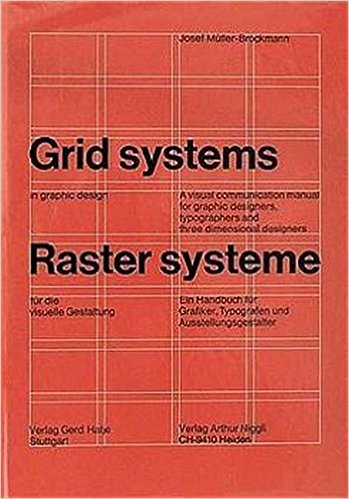 Josef Müller-Brockmann
Grid systems
in graphic design
A visual communication manual
for graphic designers,
typographers and
three dimensional designers
Raster systeme
für die
visuelle Gestaltung
Ein Handbuch für
Grafiker, Typografen und
Ausstellungsgestalter
Verlag Gerd Hatje
Stuttgart
Verlag Arthur Niggli
CH-9410 Heiden